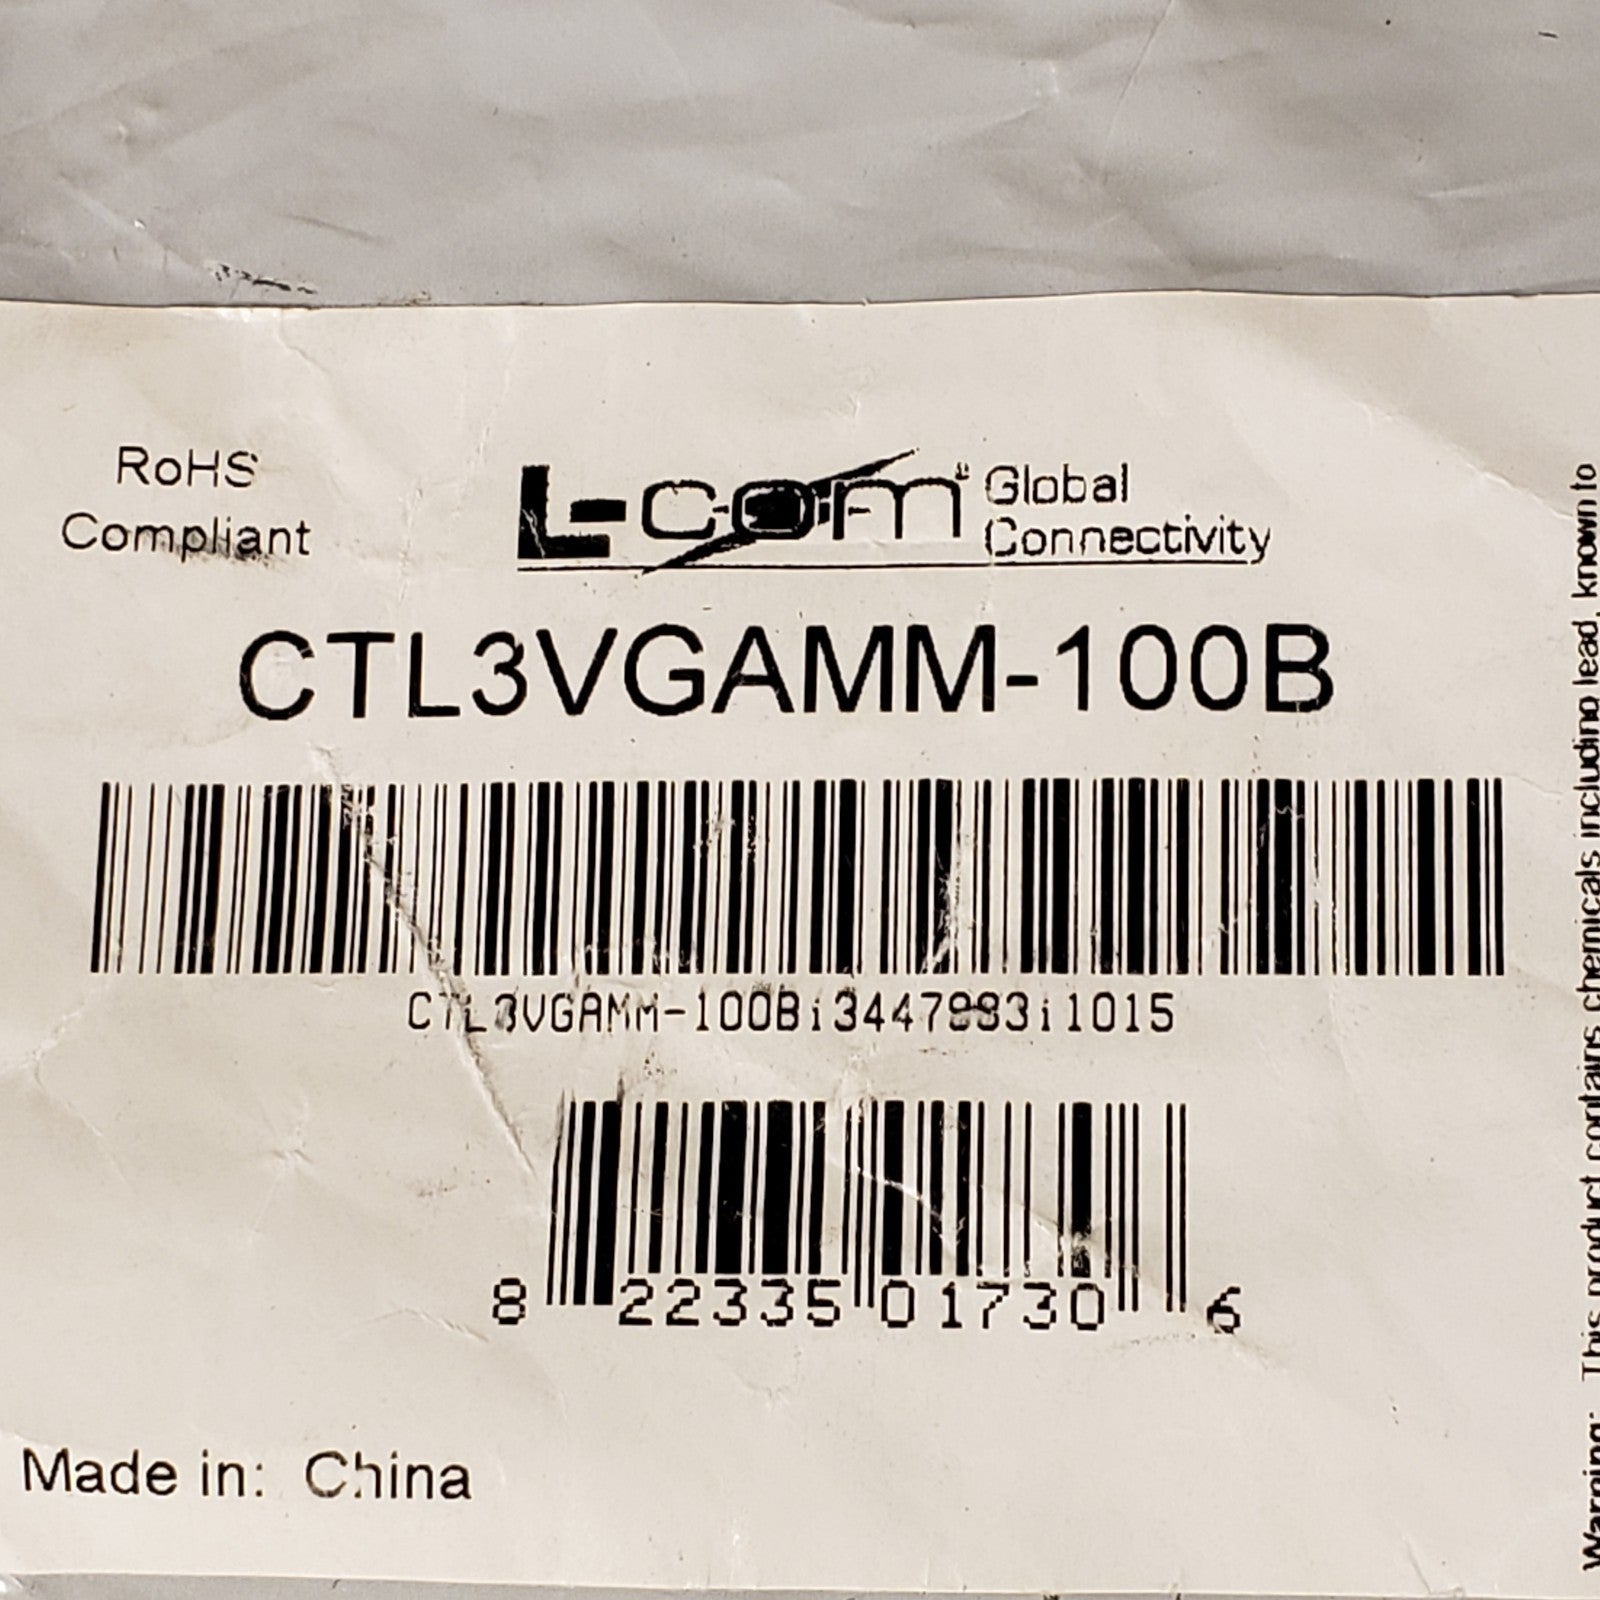 RoHS
Compliant
L-com® Global
Connectivity
CTL3VGAMM-100B
CTL3VGAMM-100Bi3447983i1015
8 22335 01730 6
Made in: China
Warning: This product contains chemicals including lead, known to